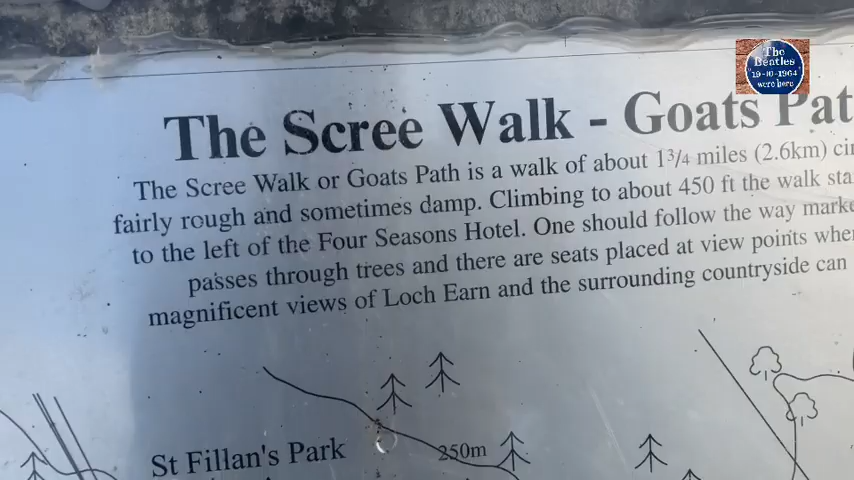 The Beatles
"19-10-1964
were here
The Scree Walk - Goats Pat
The Scree Walk or Goats Path is a walk of about 1¾ miles (2.6km) cir
fairly rough and sometimes damp. Climbing to about 450 ft the walk sta
to the left of the Four Seasons Hotel. One should follow the way marke
passes through trees and there are seats placed at view points whe
magnificent views of Loch Earn and the surrounding countryside can
St Fillan's Park
250m